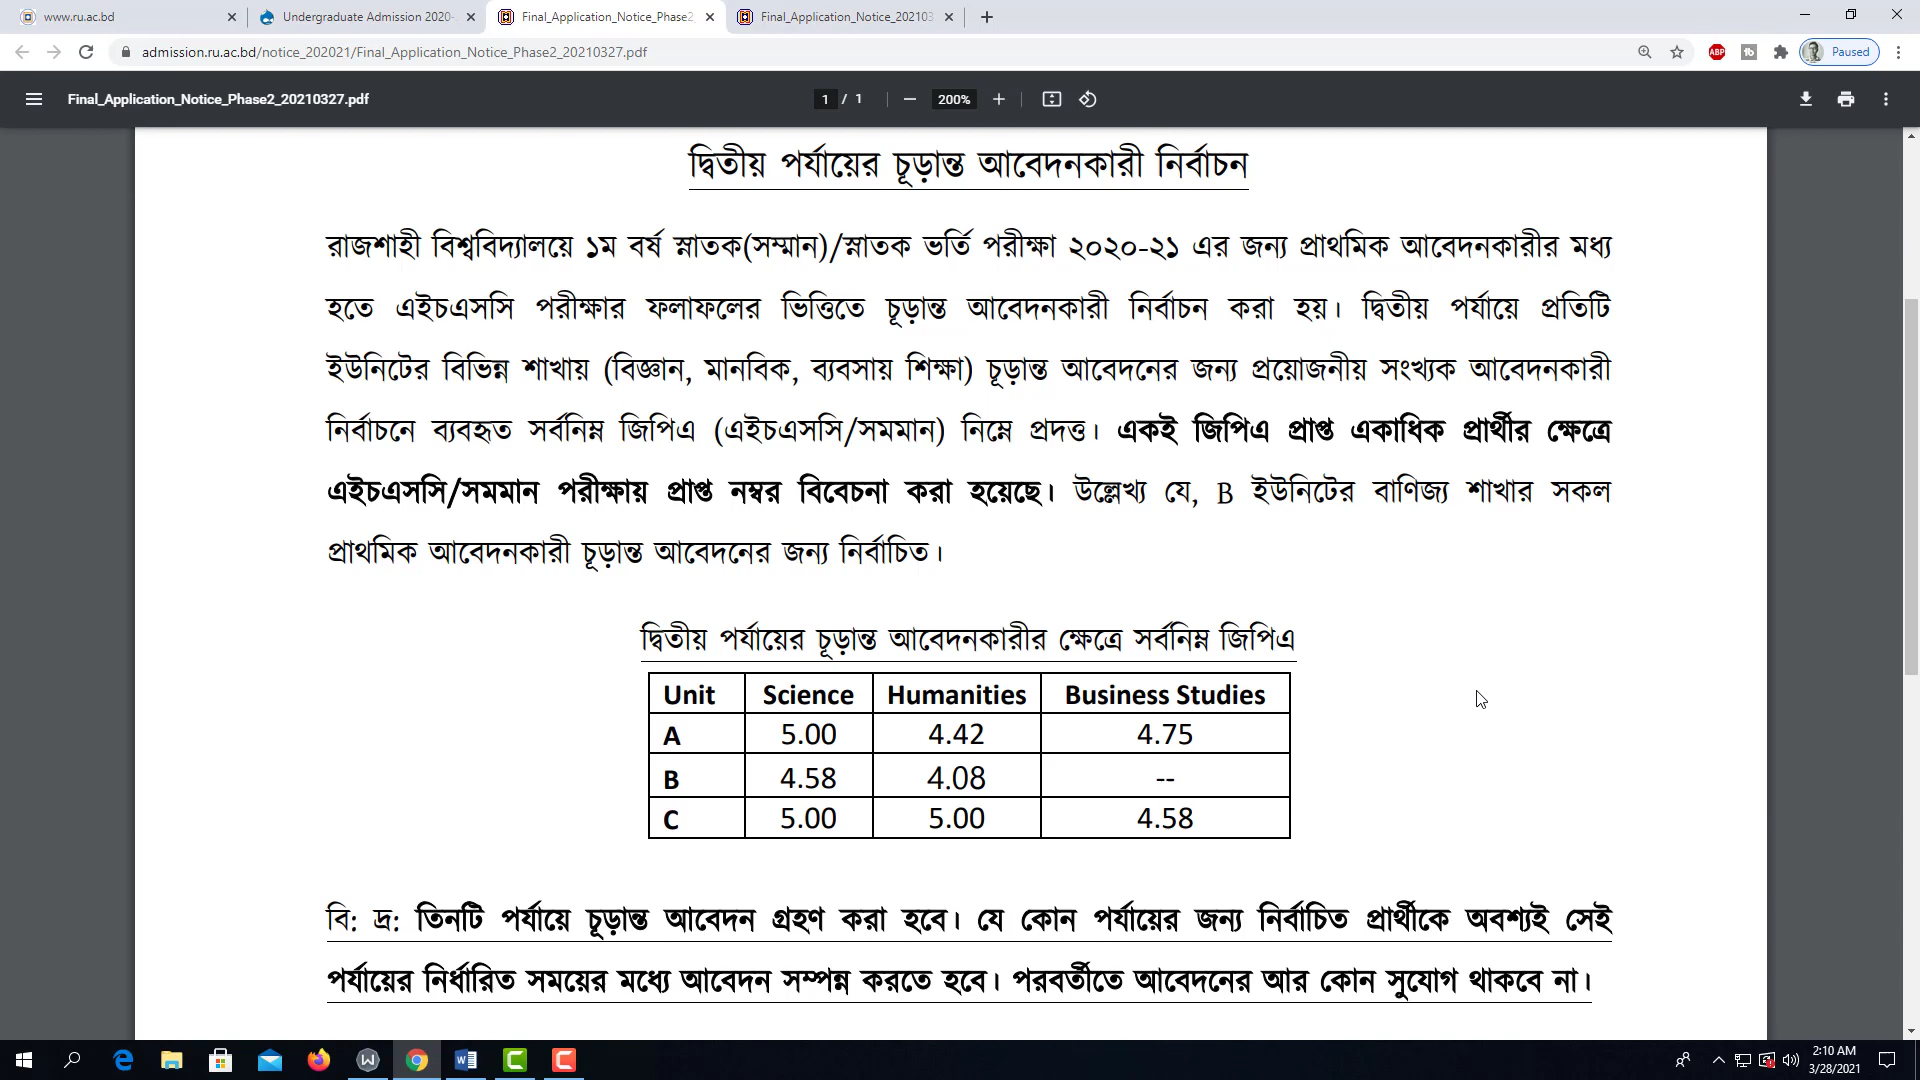 www.ru.ac.bd
Undergraduate Admission 2020-
Final_Application_Notice_Phase2
Final_Application_Notice_202103
admission.ru.ac.bd/notice_202021/Final_Application_Notice_Phase2_20210327.pdf
ABP
Paused
Final_Application_Notice_Phase2_20210327.pdf
1 / 1
200%
দ্বিতীয় পর্যায়ের চূড়ান্ত আবেদনকারী নির্বাচন
রাজশাহী বিশ্ববিদ্যালয়ে ১ম বর্ষ স্নাতক(সম্মান)/স্নাতক ভর্তি পরীক্ষা ২০২০-২১ এর জন্য প্রাথমিক আবেদনকারীর মধ্য
হতে এইচএসসি পরীক্ষার ফলাফলের ভিত্তিতে চূড়ান্ত আবেদনকারী নির্বাচন করা হয়। দ্বিতীয় পর্যায়ে প্রতিটি
ইউনিটের বিভিন্ন শাখায় (বিজ্ঞান, মানবিক, ব্যবসায় শিক্ষা) চূড়ান্ত আবেদনের জন্য প্রয়োজনীয় সংখ্যক আবেদনকারী
নির্বাচনে ব্যবহৃত সর্বনিম্ন জিপিএ (এইচএসসি/সমমান) নিম্নে প্রদত্ত। একই জিপিএ প্রাপ্ত একাধিক প্রার্থীর ক্ষেত্রে
এইচএসসি/সমমান পরীক্ষায় প্রাপ্ত নম্বর বিবেচনা করা হয়েছে। উল্লেখ্য যে, B ইউনিটের বাণিজ্য শাখার সকল
প্রাথমিক আবেদনকারী চূড়ান্ত আবেদনের জন্য নির্বাচিত।
দ্বিতীয় পর্যায়ের চূড়ান্ত আবেদনকারীর ক্ষেত্রে সর্বনিম্ন জিপিএ
Unit Science Humanities Business Studies
A 5.00 4.42 4.75
B 4.58 4.08 --
C 5.00 5.00 4.58
বি: দ্র: তিনটি পর্যায়ে চূড়ান্ত আবেদন গ্রহণ করা হবে। যে কোন পর্যায়ের জন্য নির্বাচিত প্রার্থীকে অবশ্যই সেই
পর্যায়ের নির্ধারিত সময়ের মধ্যে আবেদন সম্পন্ন করতে হবে। পরবর্তীতে আবেদনের আর কোন সুযোগ থাকবে না।
2:10 AM
3/28/2021